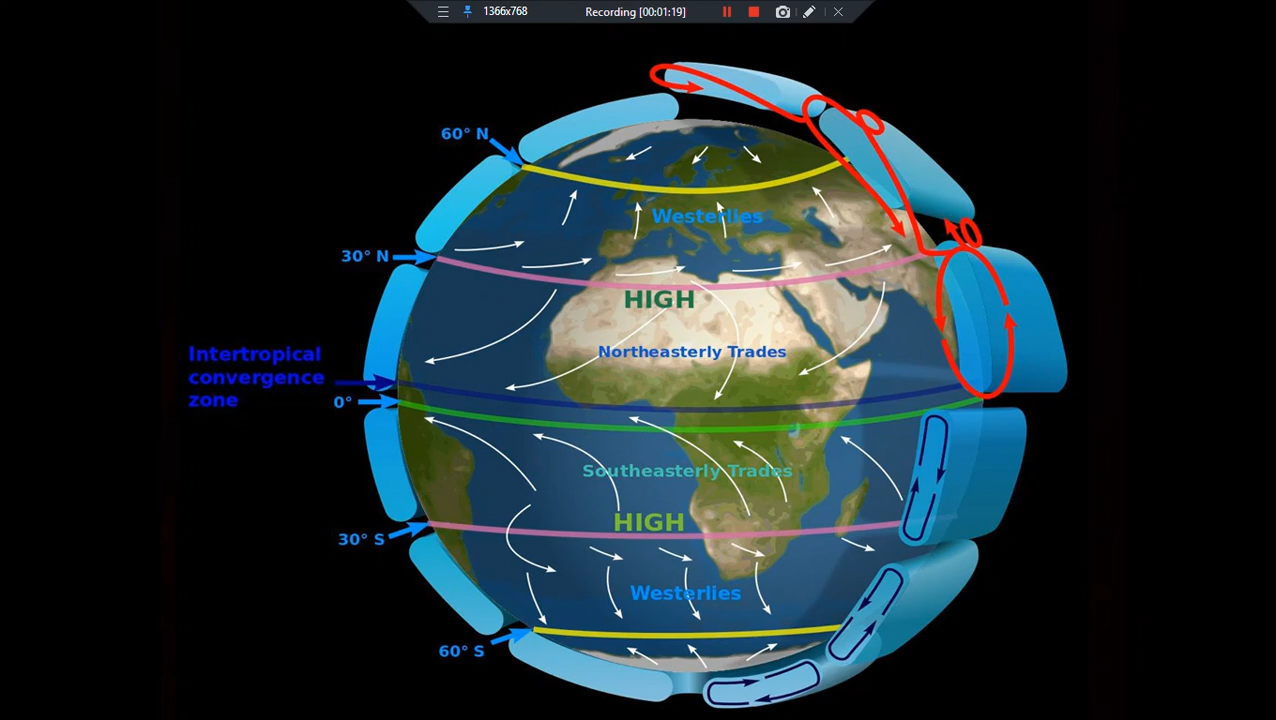 1366x768
Recording [00:01:19]
60° N
Westerlies
30° N
HIGH
Northeasterly Trades
Intertropical
convergence
zone
0°
Southeasterly Trades
HIGH
30° S
Westerlies
60° S